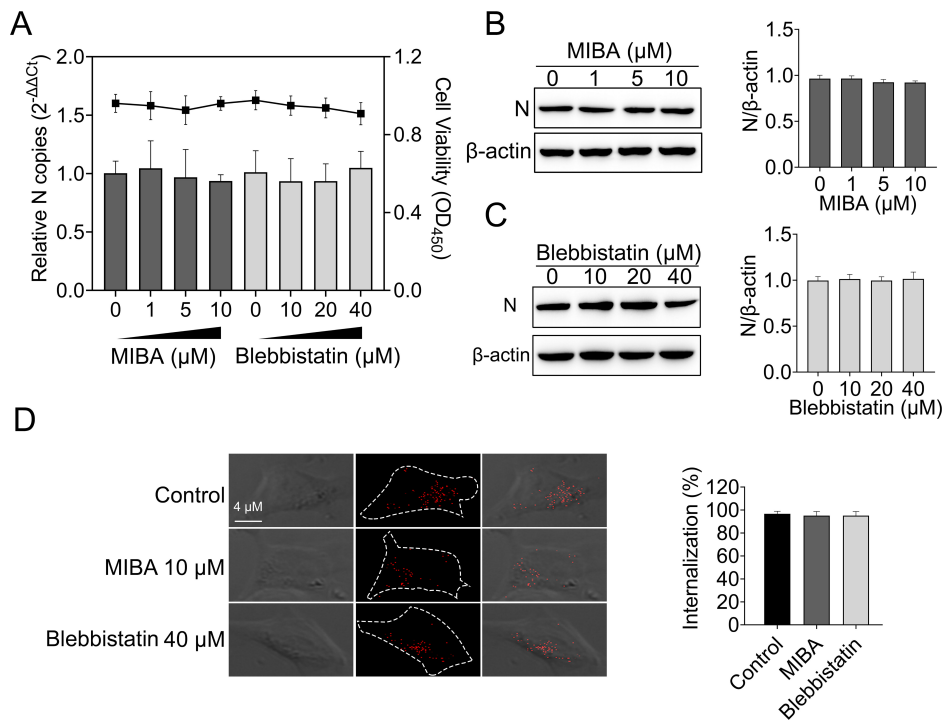 A
Relative N copies (2-ΔΔCt)
2.0
1.5
1.0
0.5
0.0
1.2
0.8
0.4
0.0
Cell Viability (OD450)
0 1 5 10 0 10 20 40
MIBA (μM) Blebbistatin (μM)
B
MIBA (μM)
0 1 5 10
N
β-actin
N/β-actin
1.5
1.0
0.5
0.0
0 1 5 10
MIBA (μM)
C
Blebbistatin (μM)
0 10 20 40
N
β-actin
N/β-actin
1.5
1.0
0.5
0.0
0 10 20 40
Blebbistatin (μM)
D
Control
4 μM
MIBA 10 μM
Blebbistatin 40 μM
Internalization (%)
120
100
80
60
40
20
0
Control
MIBA
Blebbistatin